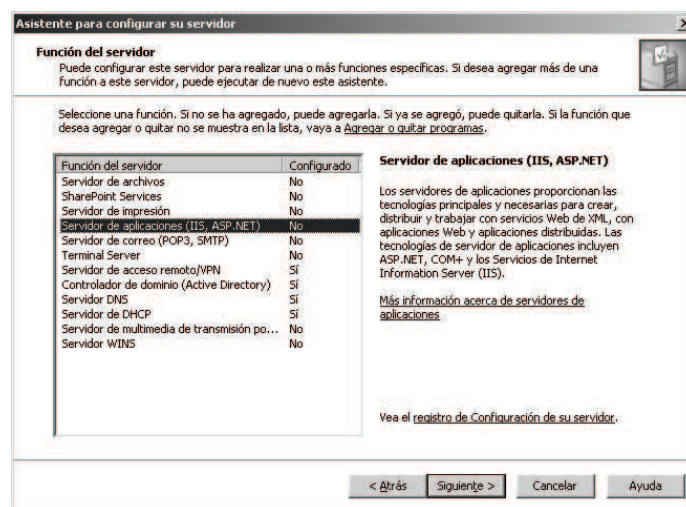 Asistente para configurar su servidor
Función del servidor
Puede configurar este servidor para realizar una o más funciones específicas. Si desea agregar más de una
función a este servidor, puede ejecutar de nuevo este asistente.
Seleccione una función. Si no se ha agregado, puede agregarla. Si ya se agregó, puede quitarla. Si la función que
desea agregar o quitar no se muestra en la lista, vaya a Agregar o quitar programas.
Función del servidor Configurado
Servidor de archivos No
SharePoint Services No
Servidor de impresión No
Servidor de aplicaciones (IIS, ASP.NET) No
Servidor de correo (POP3, SMTP) No
Terminal Server No
Servidor de acceso remoto/VPN Sí
Controlador de dominio (Active Directory) Sí
Servidor DNS Sí
Servidor de DHCP Sí
Servidor de multimedia de transmisión po... No
Servidor WINS No
Servidor de aplicaciones (IIS, ASP.NET)
Los servidores de aplicaciones proporcionan las
tecnologías principales y necesarias para crear,
distribuir y trabajar con servicios Web de XML, con
aplicaciones Web y aplicaciones distribuidas. Las
tecnologías de servidor de aplicaciones incluyen
ASP.NET, COM+ y los Servicios de Internet
Information Server (IIS).
Más información acerca de servidores de
aplicaciones
Vea el registro de Configuración de su servidor.
< Atrás Siguiente > Cancelar Ayuda